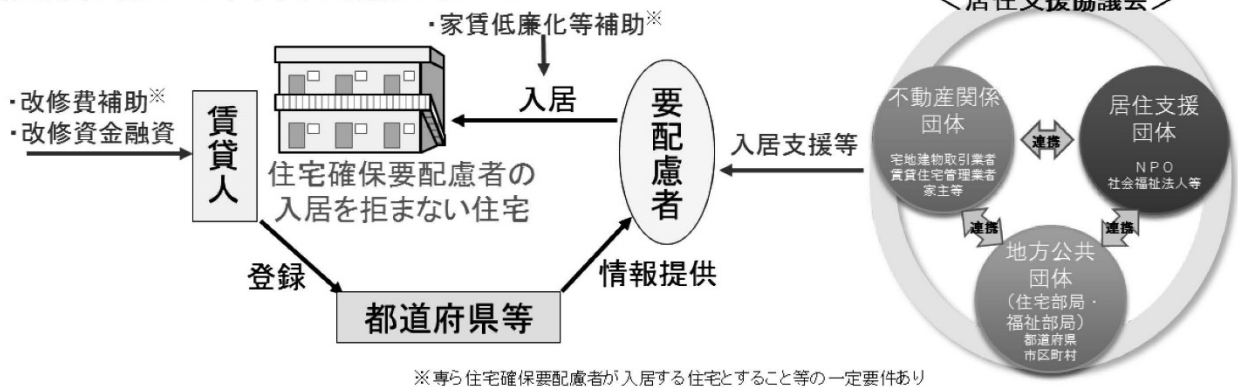 ＜居住支援協議会＞
・家賃低廉化等補助※
・改修費補助※
・改修資金融資
賃貸人
入居
要配慮者
住宅確保要配慮者の
入居を拒まない住宅
入居支援等
登録
情報提供
都道府県等
不動産関係
団体
宅地建物取引業者
賃貸住宅管理業者
家主等
連携
居住支援
団体
NPO
社会福祉法人等
連携
連携
地方公共
団体
（住宅部局・
福祉部局）
都道府県
市区町村
※専ら住宅確保要配慮者が入居する住宅とすること等の一定要件あり